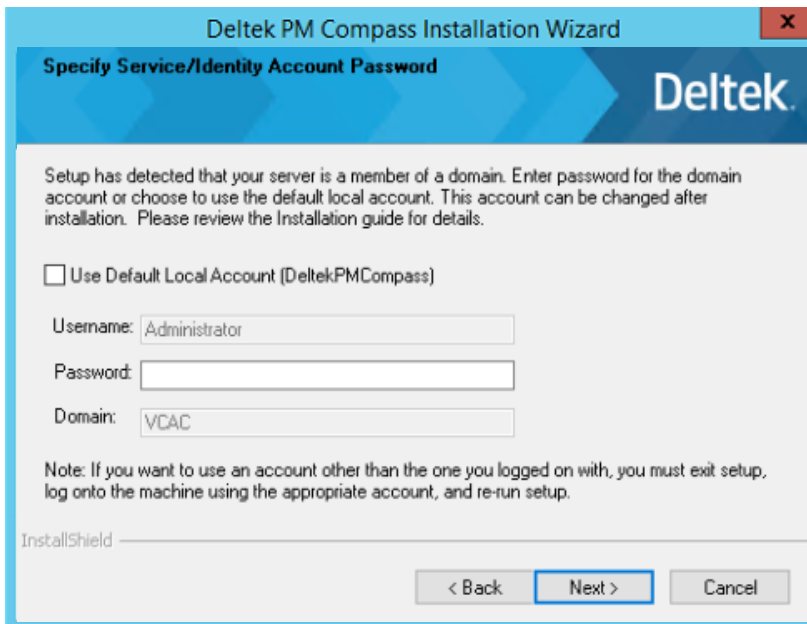 Deltek PM Compass Installation Wizard
x
Specify Service/Identity Account Password
Deltek.
Setup has detected that your server is a member of a domain. Enter password for the domain
account or choose to use the default local account. This account can be changed after
installation.  Please review the Installation guide for details.
Use Default Local Account (DeltekPMCompass)
Username: Administrator
Password:
Domain: VCAC
Note: If you want to use an account other than the one you logged on with, you must exit setup,
log onto the machine using the appropriate account, and re-run setup.
InstallShield
< Back Next > Cancel